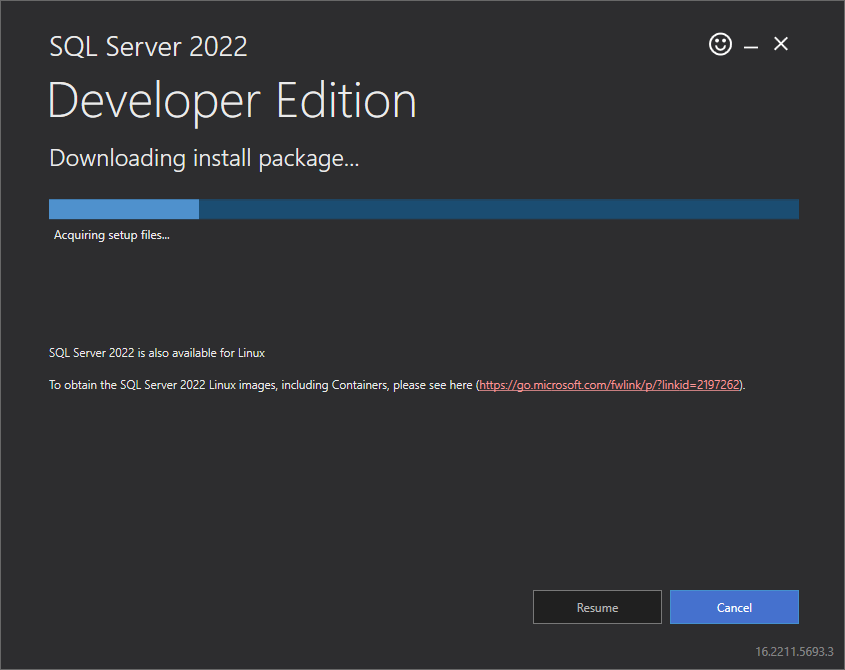 SQL Server 2022
Developer Edition
Downloading install package...
Acquiring setup files...
SQL Server 2022 is also available for Linux
To obtain the SQL Server 2022 Linux images, including Containers, please see here (https://go.microsoft.com/fwlink/p/?linkid=2197262).
Resume
Cancel
16.2211.5693.3